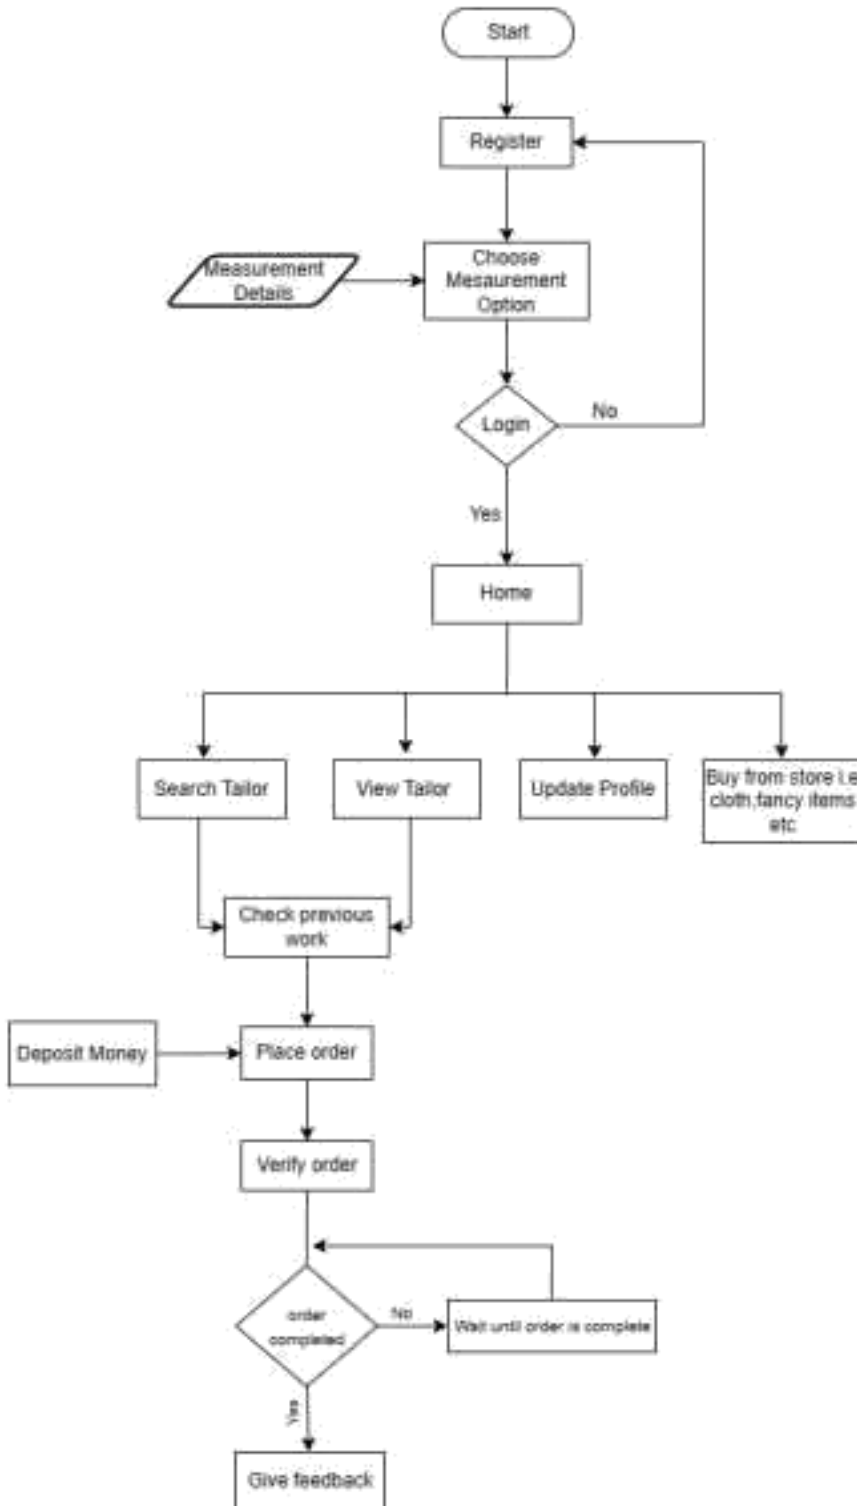 Start
Register
Measurement
Details
Choose
Mesaurement
Option
Login
No
Yes
Home
Search Tailor
View Tailor
Update Profile
Buy from store i.e
cloth,fancy items
etc
Check previous
work
Deposit Money
Place order
Verify order
order
completed
No
Wait until order is complete
Yes
Give feedback